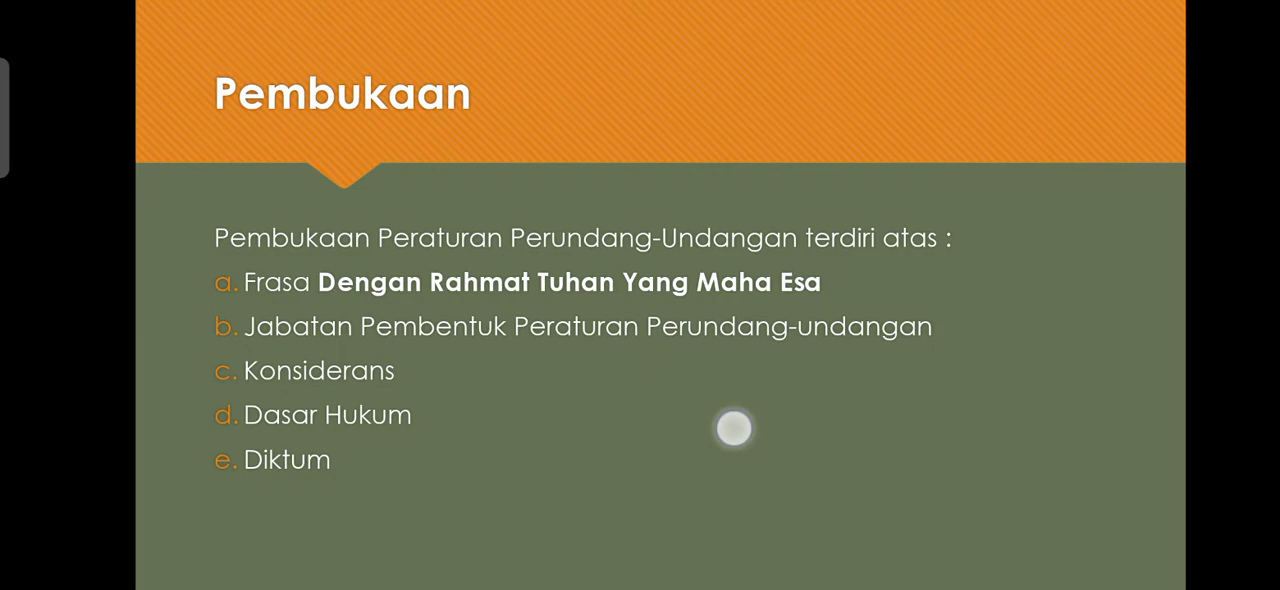 Pembukaan
Pembukaan Peraturan Perundang-Undangan terdiri atas :
a. Frasa Dengan Rahmat Tuhan Yang Maha Esa
b. Jabatan Pembentuk Peraturan Perundang-undangan
c. Konsiderans
d. Dasar Hukum
e. Diktum